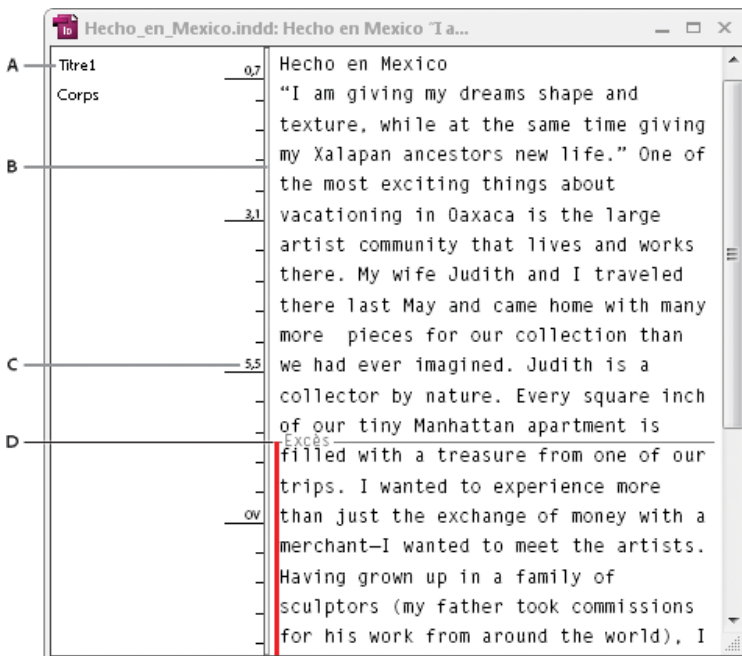 Hecho_en_Mexico.indd: Hecho en Mexico “I a...
A Titre1 0,7 Hecho en Mexico
Corps “I am giving my dreams shape and
texture, while at the same time giving
B my Xalapan ancestors new life.” One of
the most exciting things about
3,1 vacationing in Oaxaca is the large
artist community that lives and works
there. My wife Judith and I traveled
there last May and came home with many
more pieces for our collection than
C 5,5 we had ever imagined. Judith is a
collector by nature. Every square inch
of our tiny Manhattan apartment is
D Excès
filled with a treasure from one of our
trips. I wanted to experience more
OV than just the exchange of money with a
merchant—I wanted to meet the artists.
Having grown up in a family of
sculptors (my father took commissions
for his work from around the world), I